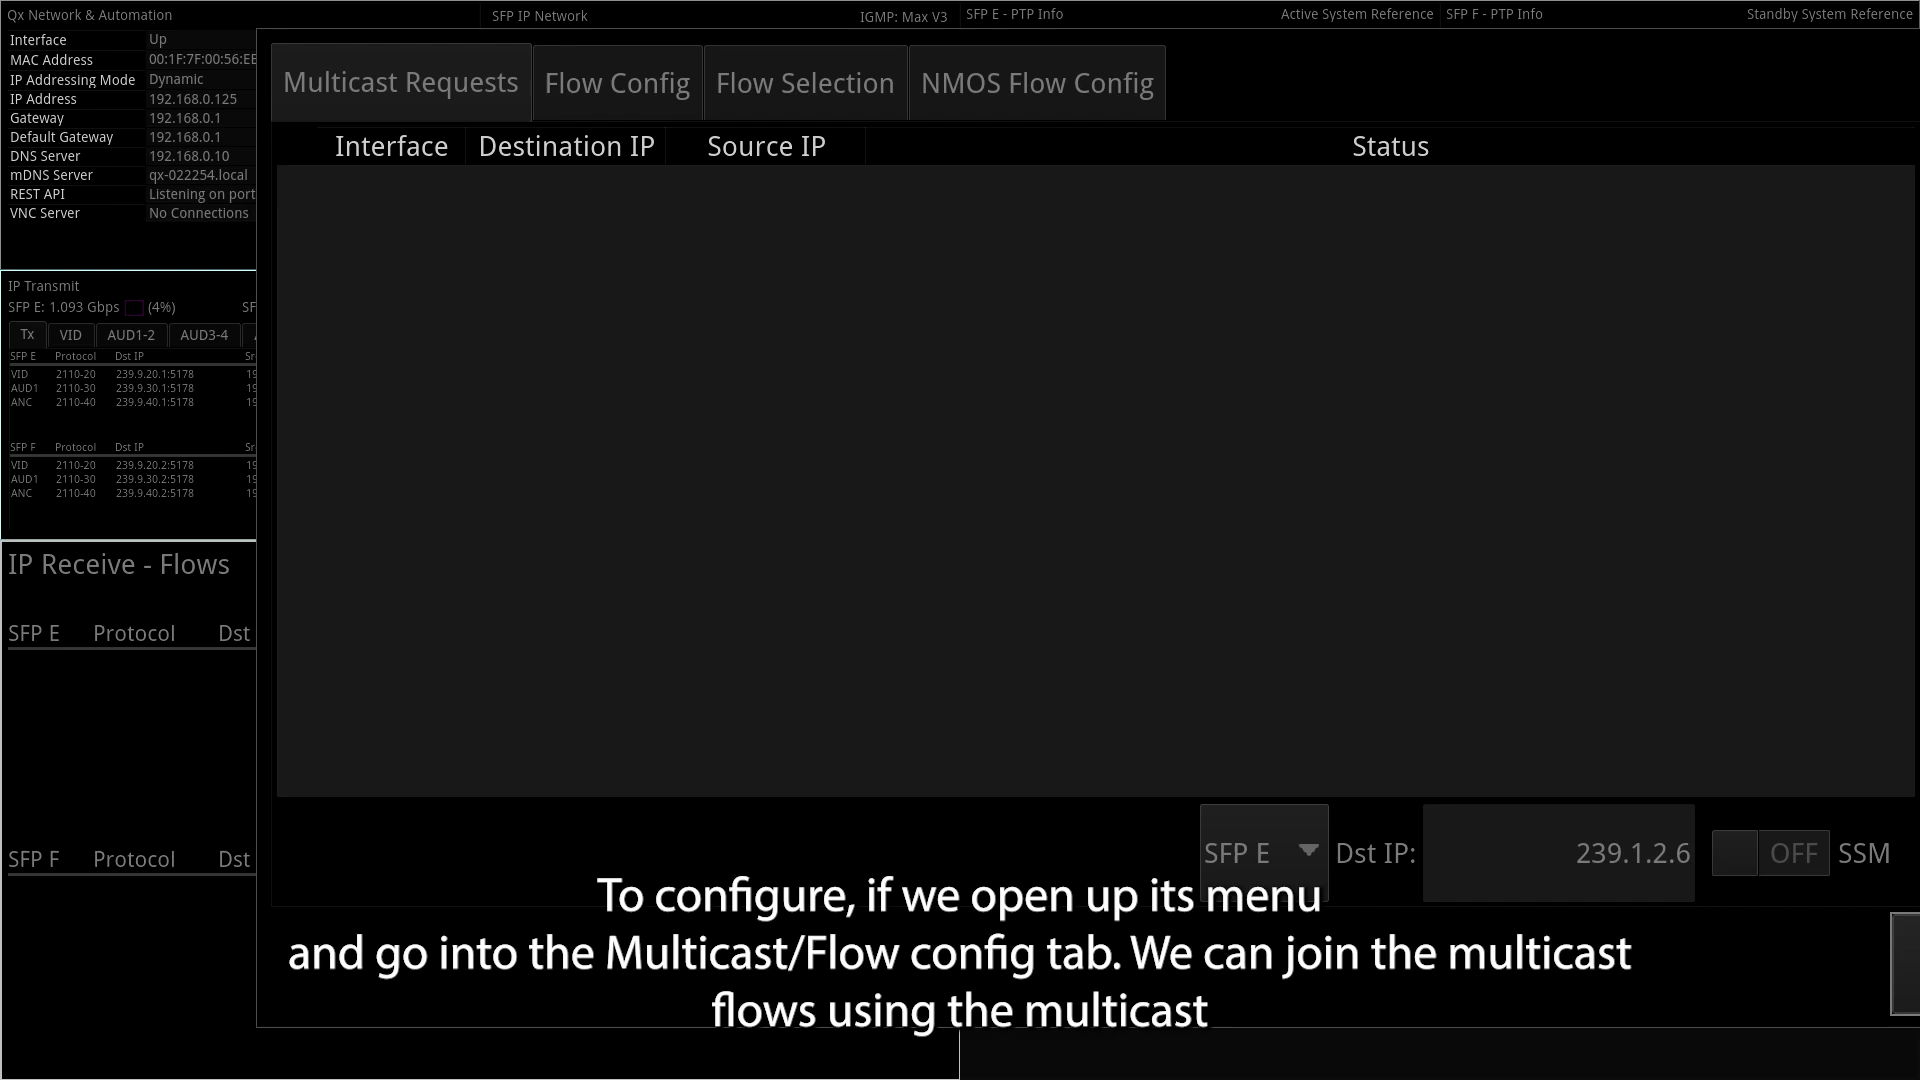 Qx Network & Automation
SFP IP Network
IGMP: Max V3
SFP E - PTP Info
Active System Reference
SFP F - PTP Info
Standby System Reference
Interface Up
MAC Address 00:1F:7F:00:56:EE
IP Addressing Mode Dynamic
IP Address 192.168.0.125
Gateway 192.168.0.1
Default Gateway 192.168.0.1
DNS Server 192.168.0.10
mDNS Server qx-022254.local
REST API Listening on port
VNC Server No Connections
Multicast Requests
Flow Config
Flow Selection
NMOS Flow Config
Interface Destination IP Source IP Status
IP Transmit
SFP E: 1.093 Gbps (4%) SF
Tx VID AUD1-2 AUD3-4
SFP E Protocol Dst IP Sr
VID 2110-20 239.9.20.1:5178 19
AUD1 2110-30 239.9.30.1:5178 19
ANC 2110-40 239.9.40.1:5178 19
SFP F Protocol Dst IP Sr
VID 2110-20 239.9.20.2:5178 19
AUD1 2110-30 239.9.30.2:5178 19
ANC 2110-40 239.9.40.2:5178 19
IP Receive - Flows
SFP E Protocol Dst
SFP F Protocol Dst
SFP E Dst IP: 239.1.2.6 OFF SSM
To configure, if we open up its menu
and go into the Multicast/Flow config tab. We can join the multicast
flows using the multicast